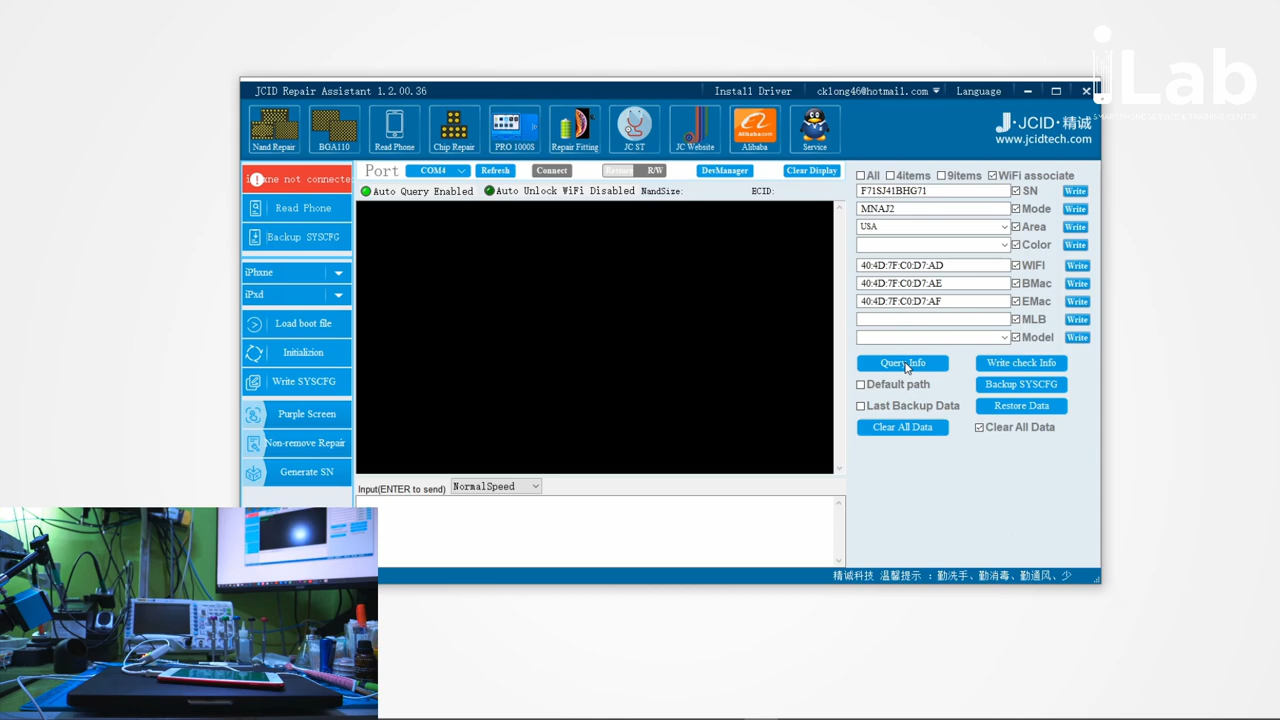 iLab
JCID Repair Assistant 1.2.00.36
Install Driver
cklong46@hotmail.com
Language
Nand Repair
BGA110
Read Phone
Chip Repair
PRO 1000S
Repair Fitting
JC ST
JC Website
Alibaba.com
Alibaba
Service
J·JCID·精诚
www.jcidtech.com
Port
COM4
Refresh
Connect
R/W
DevManager
Clear Display
Auto Query Enabled
Auto Unlock WiFi Disabled
NandSize:
ECID:
not connecte
Read Phone
Backup SYSCFG
iPhxne
iPxd
Load boot file
Initializion
Write SYSCFG
Purple Screen
Non-remove Repair
Generate SN
All
4items
9items
WiFi associate
F71SJ41BHG71 SN Write
MNAJ2 Mode Write
USA Area Write
Color Write
40:4D:7F:C0:D7:AD WIFI Write
40:4D:7F:C0:D7:AE BMac Write
40:4D:7F:C0:D7:AF EMac Write
MLB Write
Model Write
Query Info
Write check Info
Default path
Backup SYSCFG
Last Backup Data
Restore Data
Clear All Data
Clear All Data
Input(ENTER to send)
NormalSpeed
精诚科技 温馨提示 :勤洗手、勤消毒、勤通风、少